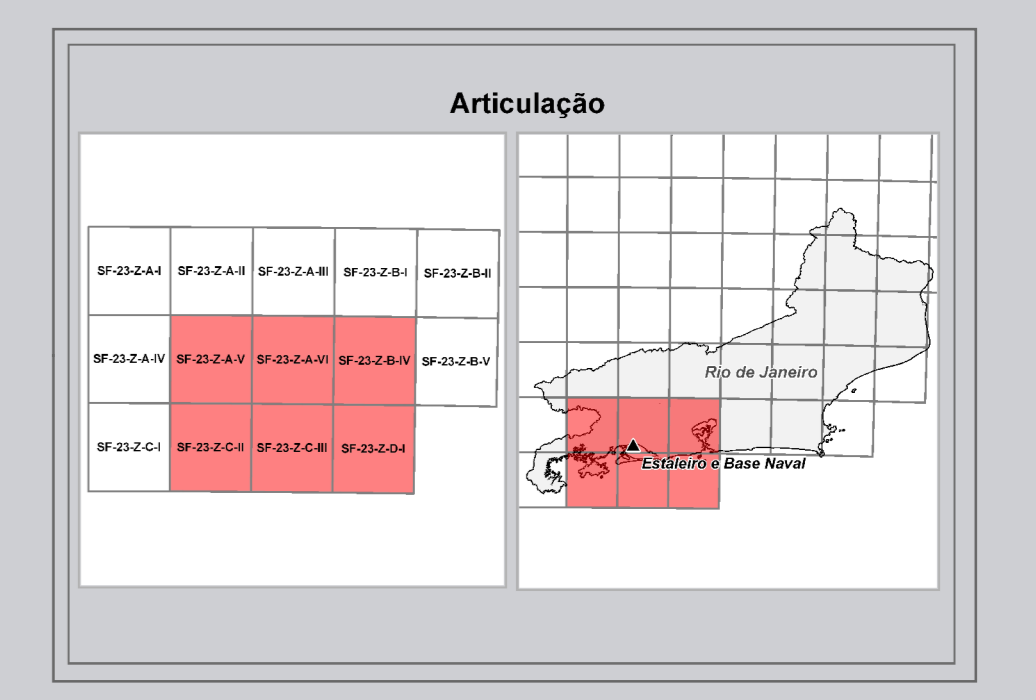 Articulação
SF-23-Z-A-I
SF-23-Z-A-II
SF-23-Z-A-III
SF-23-Z-B-I
SF-23-Z-B-II
SF-23-Z-A-IV
SF-23-Z-A-V
SF-23-Z-A-VI
SF-23-Z-B-IV
SF-23-Z-B-V
SF-23-Z-C-I
SF-23-Z-C-II
SF-23-Z-C-III
SF-23-Z-D-I
Rio de Janeiro
Estaleiro e Base Naval